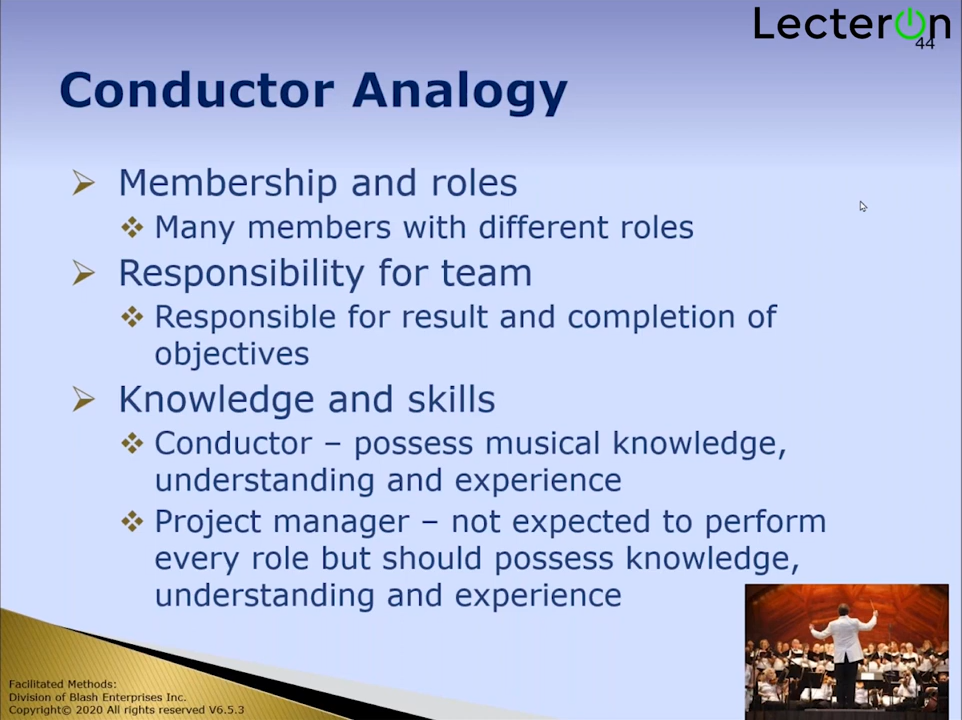 Lecteron
44
Conductor Analogy
Membership and roles
Many members with different roles
Responsibility for team
Responsible for result and completion of
objectives
Knowledge and skills
Conductor – possess musical knowledge,
understanding and experience
Project manager – not expected to perform
every role but should possess knowledge,
understanding and experience
Facilitated Methods:
Division of Blash Enterprises Inc.
Copyright© 2020 All rights reserved V6.5.3